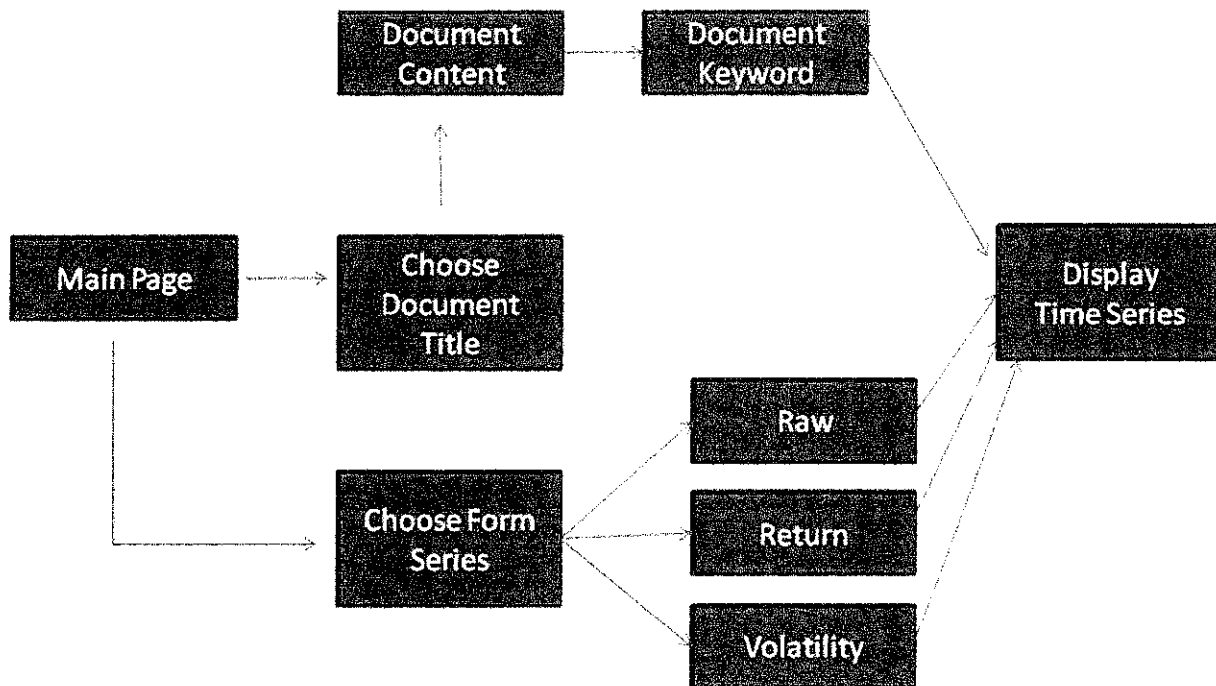 Document
Content
Document
Keyword
Main Page
Choose
Document
Title
Display
Time Series
Raw
Choose Form
Series
Return
Volatility